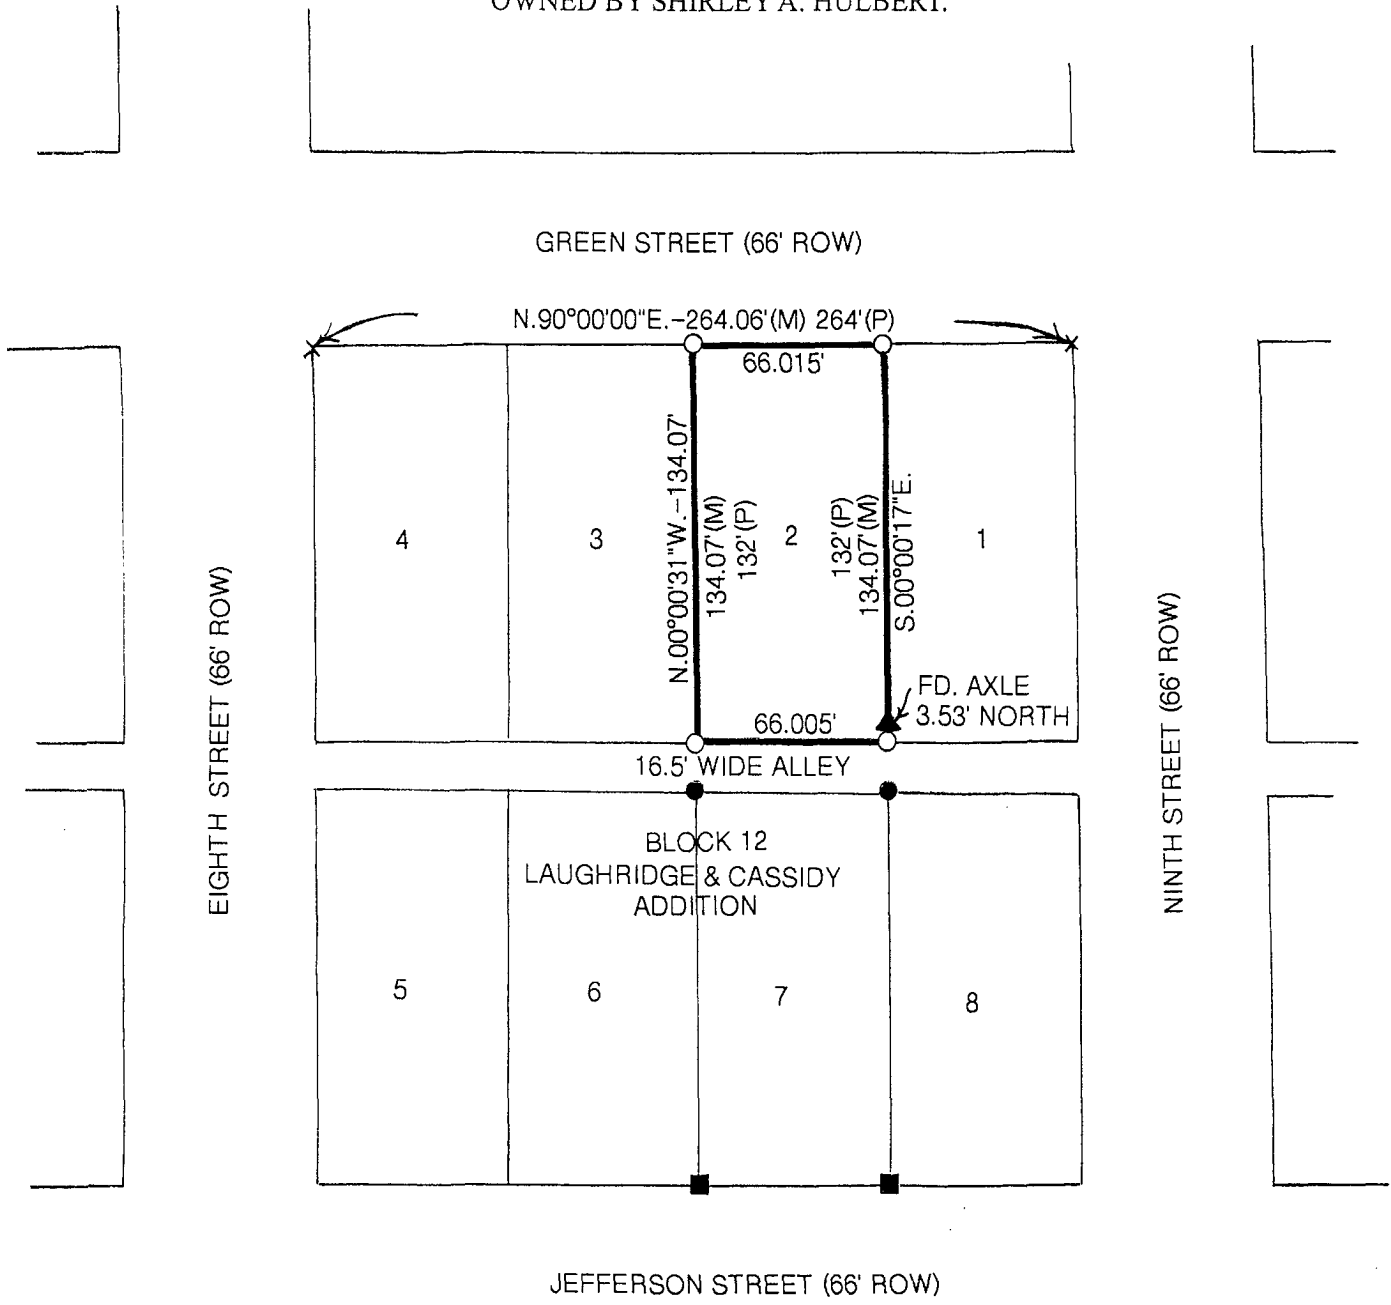 OWNED BY SHIRLEY A. HULBERT.
GREEN STREET (66' ROW)
N.90°00'00"E.-264.06'(M) 264'(P)
66.015'
N.00°00'31"W.-134.07'
134.07'(M)
132'(P)
132'(P)
134.07'(M)
S.00°00'17"E.
4
3
2
1
FD. AXLE
3.53' NORTH
66.005'
16.5' WIDE ALLEY
EIGHTH STREET (66' ROW)
NINTH STREET (66' ROW)
BLOCK 12
LAUGHRIDGE & CASSIDY
ADDITION
5
6
7
8
JEFFERSON STREET (66' ROW)